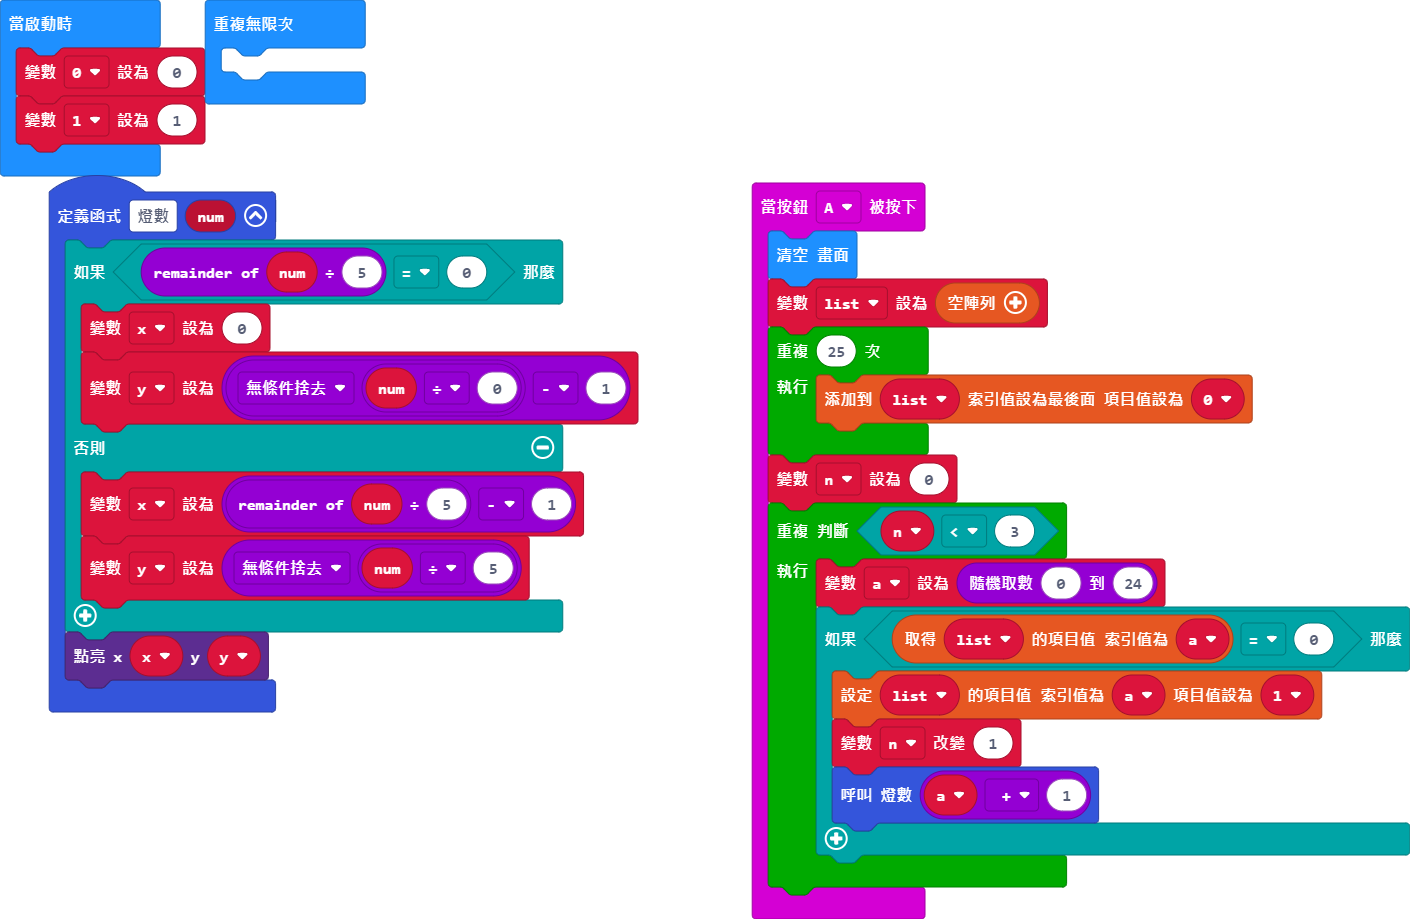 當啟動時
變數 0 設為 0
變數 1 設為 1
重複無限次
定義函式 燈數 num
如果 remainder of num ÷ 5 = 0 那麼
變數 x 設為 0
變數 y 設為 無條件捨去 num ÷ 0 - 1
否則
變數 x 設為 remainder of num ÷ 5 - 1
變數 y 設為 無條件捨去 num ÷ 5
點亮 x x y y
當按鈕 A 被按下
清空 畫面
變數 list 設為 空陣列
重複 25 次
執行
添加到 list 索引值設為最後面 項目值設為 0
變數 n 設為 0
重複 判斷 n < 3
執行
變數 a 設為 隨機取數 0 到 24
如果 取得 list 的項目值 索引值為 a = 0 那麼
設定 list 的項目值 索引值為 a 項目值設為 1
變數 n 改變 1
呼叫 燈數 a + 1